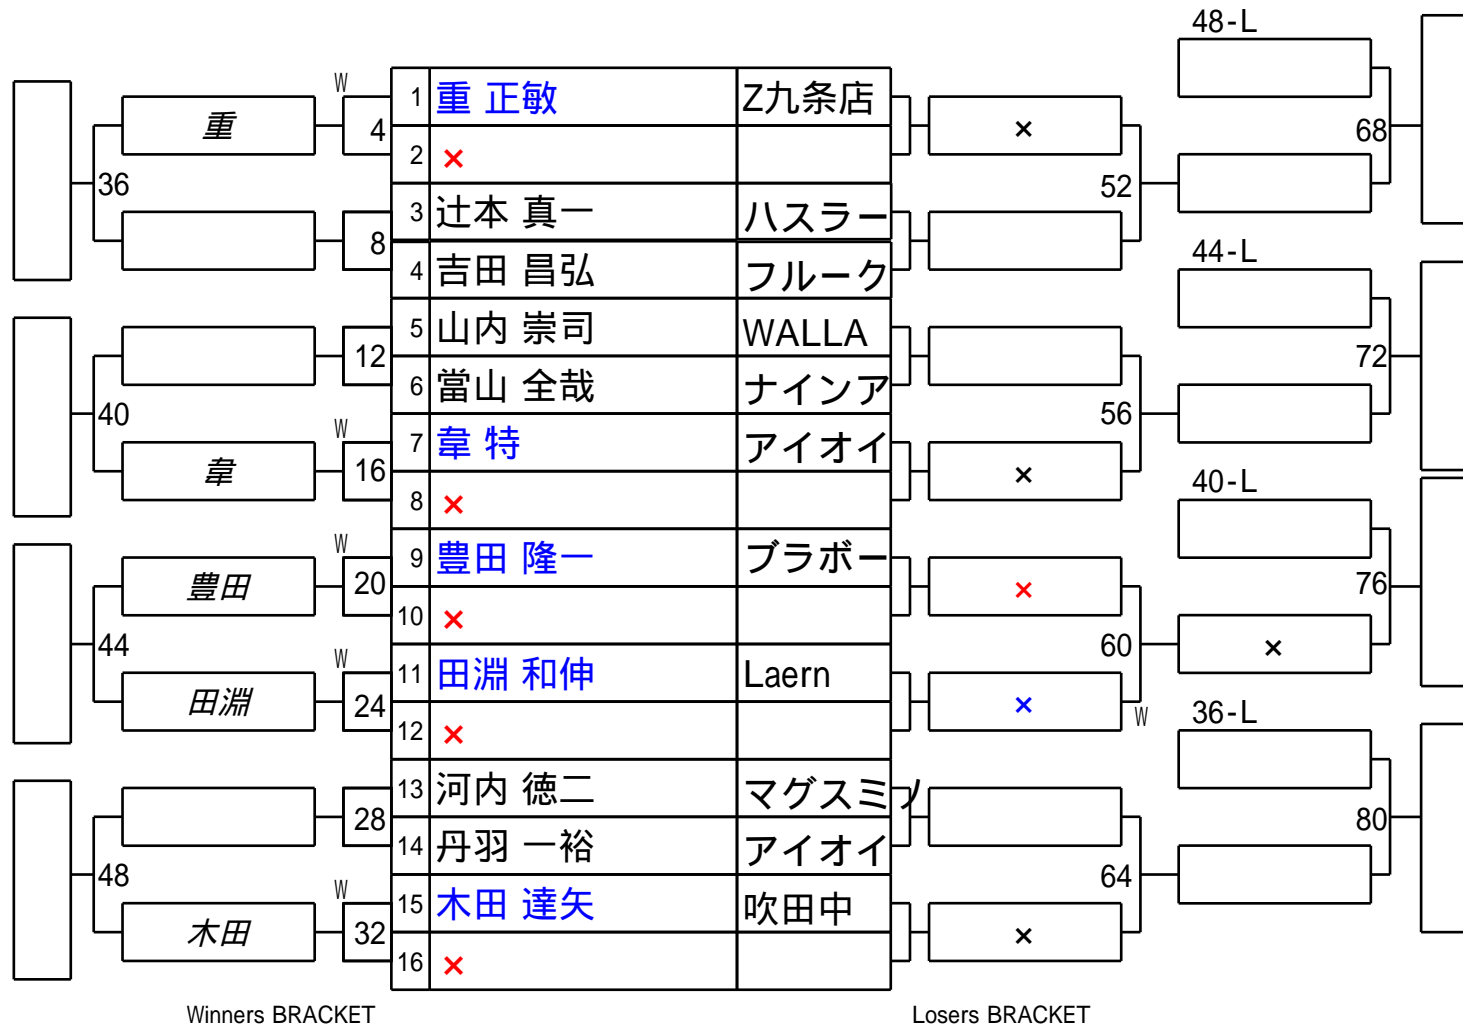 48-L
W
1 重 正敏 Z九条店
重
4
×
68
2 ×
36
52
3 辻本 真一 ハスラー
8
44-L
4 吉田 昌弘 フルーク
5 山内 崇司 WALLA
12
72
6 當山 全哉 ナインア
40
56
W
7 韋 特 アイオイ
韋
16
×
40-L
8 ×
W
9 豊田 隆一 ブラボー
豊田
20
×
76
10 ×
44
60
×
W
11 田淵 和伸 Laern
田淵
24
×
W
36-L
12 ×
13 河内 徳二 マグスミノ
28
80
14 丹羽 一裕 アイオイ
48
64
W
15 木田 達矢 吹田中
木田
32
×
16 ×
Winners BRACKET
Losers BRACKET